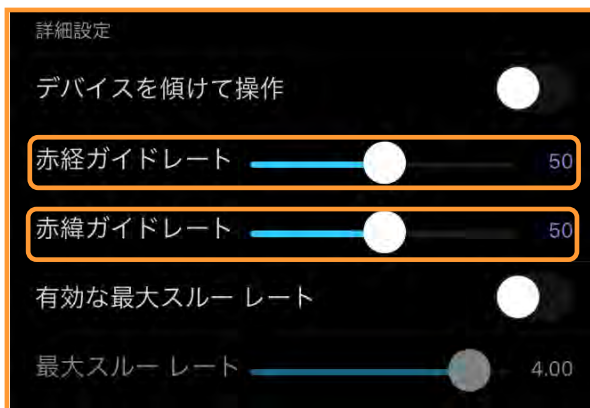 詳細設定
デバイスを傾けて操作
赤経ガイドレート 50
赤緯ガイドレート 50
有効な最大スルー レート
最大スルー レート 4.00